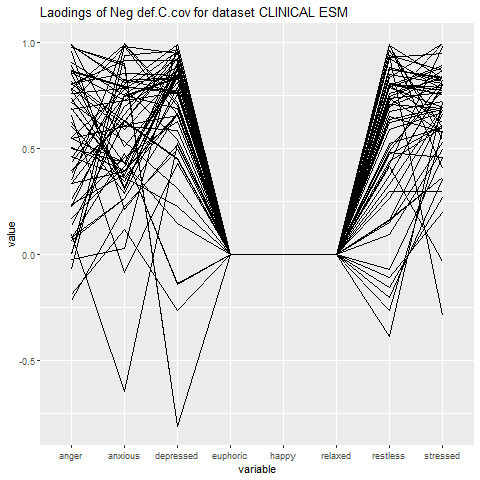 Laodings of Neg def.C.cov for dataset CLINICAL ESM
1.0
0.5
0.0
-0.5
value
anger anxious depressed euphoric happy relaxed restless stressed
variable